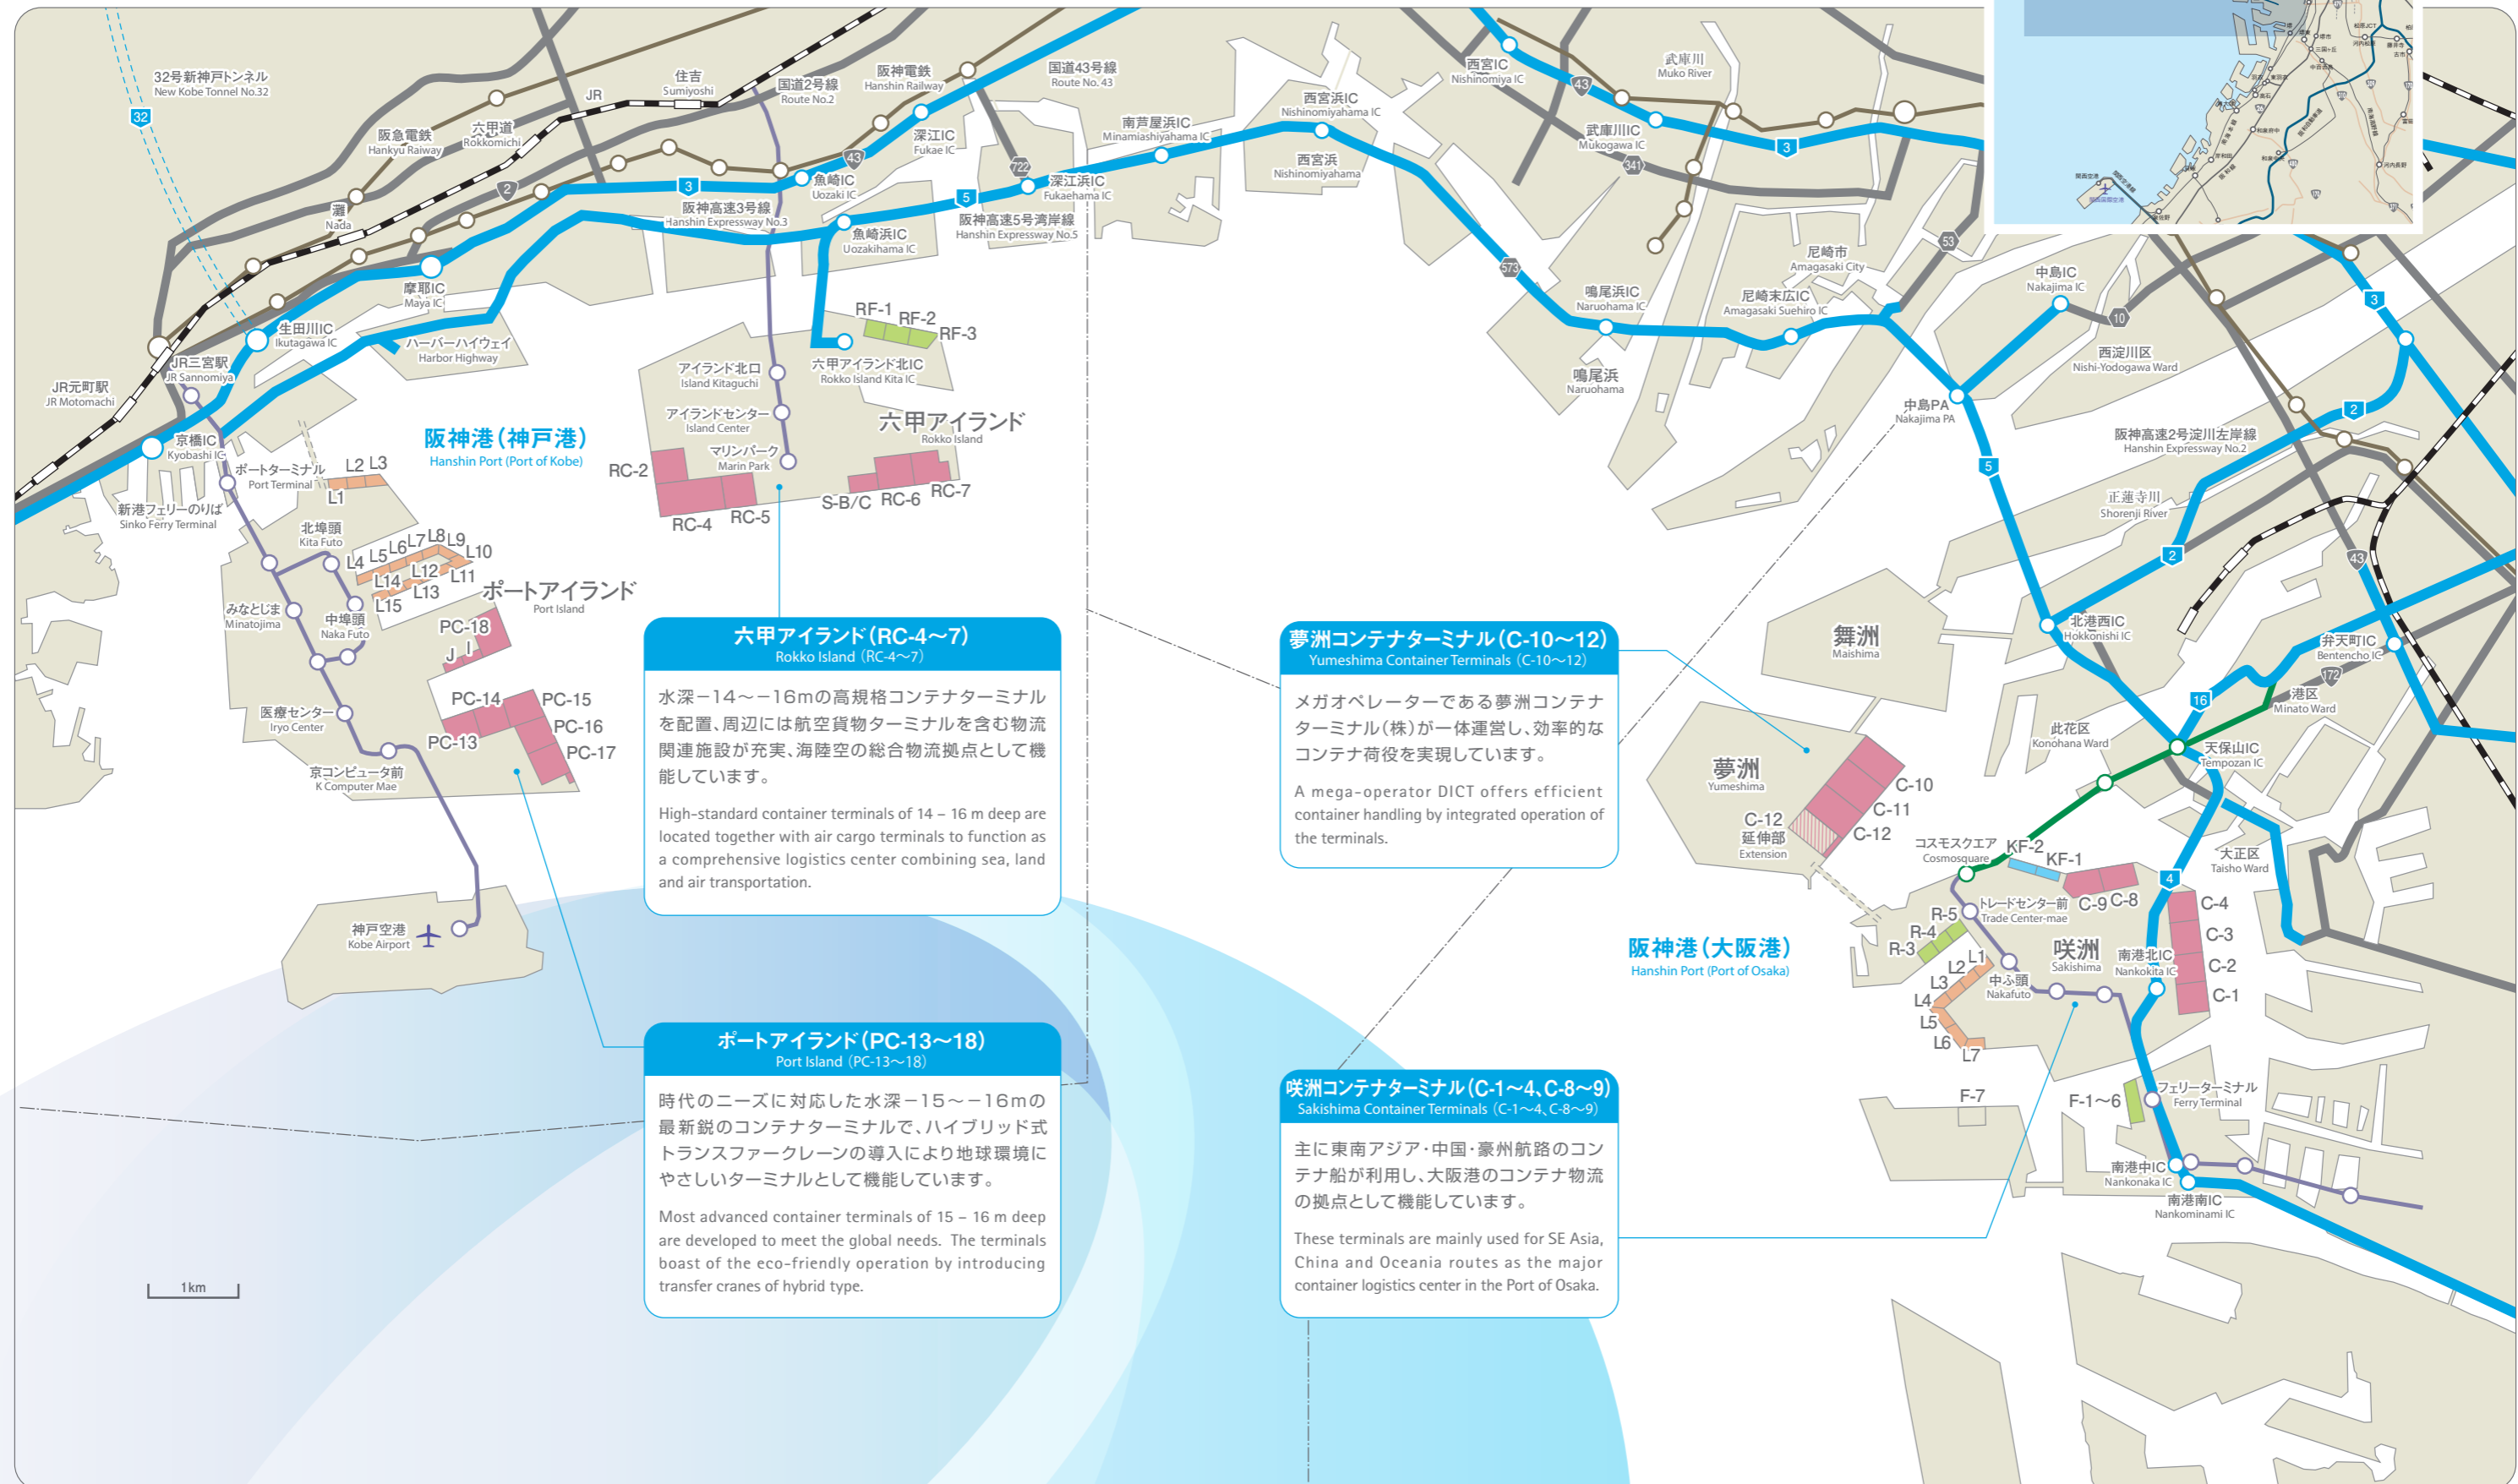 32号新神戸トンネル
New Kobe Tonnel No.32
32
阪急電鉄
Hankyu Raiway
六甲道
Rokkomichi
JR
住吉
Sumiyoshi
国道2号線
Route No.2
阪神電鉄
Hanshin Railway
国道43号線
Route No. 43
深江IC
Fukae IC
43
2
3
灘
Nada
阪神高速3号線
Hanshin Expressway No.3
魚崎IC
Uozaki IC
魚崎浜IC
Uozakihama IC
5
阪神高速5号湾岸線
Hanshin Expressway No.5
722
深江浜IC
Fukaehama IC
南芦屋浜IC
Minamiashiyahama IC
西宮浜IC
Nishinomiyahama IC
西宮浜
Nishinomiyahama
西宮IC
Nishinomiya IC
43
武庫川
Muko River
武庫川IC
Mukogawa IC
3
341
573
鳴尾浜IC
Naruohama IC
鳴尾浜
Naruohama
尼崎市
Amagasaki City
尼崎末広IC
Amagasaki Suehiro IC
53
中島IC
Nakajima IC
10
3
西淀川区
Nishi-Yodogawa Ward
中島PA
Nakajima PA
2
阪神高速2号淀川左岸線
Hanshin Expressway No.2
5
正蓮寺川
Shorenji River
2
43
摩耶IC
Maya IC
生田川IC
Ikutagawa IC
ハーバーハイウェイ
Harbor Highway
JR三宮駅
JR Sannomiya
JR元町駅
JR Motomachi
京橋IC
Kyobashi IC
ポートターミナル
Port Terminal
新港フェリーのりば
Sinko Ferry Terminal
L1
L2
L3
阪神港(神戸港)
Hanshin Port (Port of Kobe)
RF-1
RF-2
RF-3
六甲アイランド北IC
Rokko Island Kita IC
アイランド北口
Island Kitaguchi
アイランドセンター
Island Center
マリンパーク
Marin Park
六甲アイランド
Rokko Island
RC-2
RC-4
RC-5
S-B/C
RC-6
RC-7
北埠頭
Kita Futo
L4
L5
L6
L7
L8
L9
L10
L11
L12
L13
L14
L15
みなとじま
Minatojima
中埠頭
Naka Futo
ポートアイランド
Port Island
PC-18
J
I
PC-14
PC-15
PC-16
PC-17
PC-13
医療センター
Iryo Center
京コンピュータ前
K Computer Mae
神戸空港
Kobe Airport
六甲アイランド(RC-4〜7)
Rokko Island (RC-4〜7)
水深−14〜−16mの高規格コンテナターミナル
を配置、周辺には航空貨物ターミナルを含む物流
関連施設が充実、海陸空の総合物流拠点として機
能しています。
High-standard container terminals of 14 – 16 m deep are
located together with air cargo terminals to function as
a comprehensive logistics center combining sea, land
and air transportation.
ポートアイランド(PC-13〜18)
Port Island (PC-13〜18)
時代のニーズに対応した水深−15〜−16mの
最新鋭のコンテナターミナルで、ハイブリッド式
トランスファークレーンの導入により地球環境に
やさしいターミナルとして機能しています。
Most advanced container terminals of 15 – 16 m deep
are developed to meet the global needs. The terminals
boast of the eco-friendly operation by introducing
transfer cranes of hybrid type.
1km
夢洲コンテナターミナル(C-10〜12)
Yumeshima Container Terminals (C-10〜12)
メガオペレーターである夢洲コンテナ
ターミナル(株)が一体運営し、効率的な
コンテナ荷役を実現しています。
A mega-operator DICT offers efficient
container handling by integrated operation of
the terminals.
咲洲コンテナターミナル(C-1〜4、C-8〜9)
Sakishima Container Terminals (C-1〜4、C-8〜9)
主に東南アジア・中国・豪州航路のコン
テナ船が利用し、大阪港のコンテナ物流
の拠点として機能しています。
These terminals are mainly used for SE Asia,
China and Oceania routes as the major
container logistics center in the Port of Osaka.
舞洲
Maishima
北港西IC
Hokkonishi IC
弁天町IC
Bentencho IC
172
港区
Minato Ward
16
此花区
Konohana Ward
天保山IC
Tempozan IC
夢洲
Yumeshima
C-10
C-11
C-12
C-12
延伸部
Extension
コスモスクエア
Cosmosquare
KF-2
KF-1
大正区
Taisho Ward
4
C-9
C-8
C-4
C-3
C-2
C-1
トレードセンター前
Trade Center-mae
R-5
R-4
R-3
咲洲
Sakishima
南港北IC
Nankokita IC
中ふ頭
Nakafuto
L1
L2
L3
L4
L5
L6
L7
阪神港(大阪港)
Hanshin Port (Port of Osaka)
F-7
F-1〜6
フェリーターミナル
Ferry Terminal
南港中IC
Nankonaka IC
南港南IC
Nankominami IC
関西空港
関西国際空港